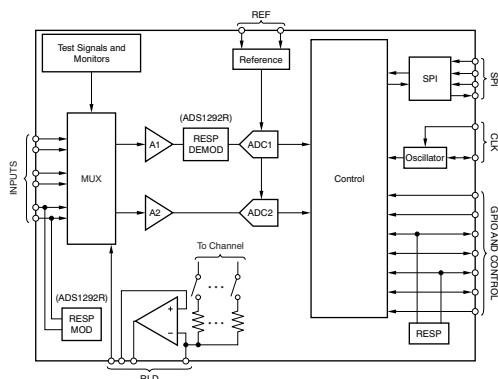 REF
Test Signals and
Monitors
Reference
SPI
SPI
(ADS1292R)
A1
RESP
DEMOD
ADC1
MUX
Control
Oscillator
CLK
INPUTS
A2
ADC2
GPIO AND CONTROL
To Channel
(ADS1292R)
RESP
MOD
+
−
RESP
RLD